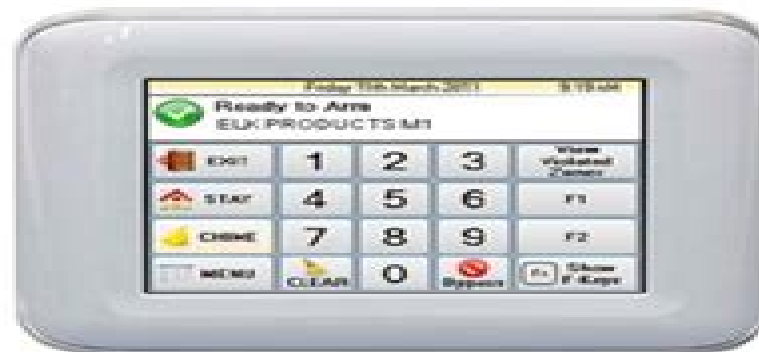 Friday 11th March 2011
Ready to Arm
ELK PRODUCTS M1
EXIT 1 2 3 View Violated Zones
STAY 4 5 6 F1
CHIME 7 8 9 F2
MENU CLEAR 0 Bypass Show F-Keys